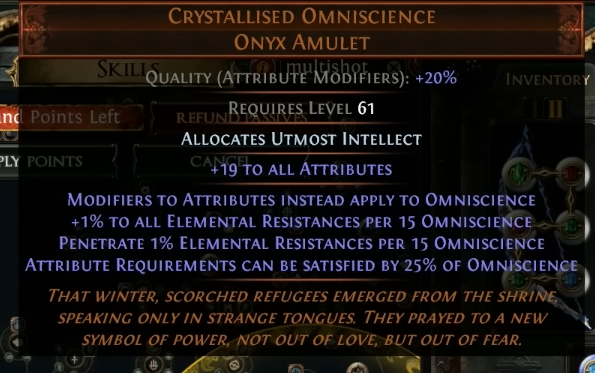 Crystallised Omniscience
Onyx Amulet
Skills
multishot
Quality (Attribute Modifiers): +20%
Inventory
Requires Level 61
nd Points Left
Refund Passives
II
Allocates Utmost Intellect
ply Points
Cancel
+19 to all Attributes
Modifiers to Attributes instead apply to Omniscience
+1% to all Elemental Resistances per 15 Omniscience
Penetrate 1% Elemental Resistances per 15 Omniscience
Attribute Requirements can be satisfied by 25% of Omniscience
That winter, scorched refugees emerged from the shrine,
speaking only in strange tongues. They prayed to a new
symbol of power, not out of love, but out of fear.